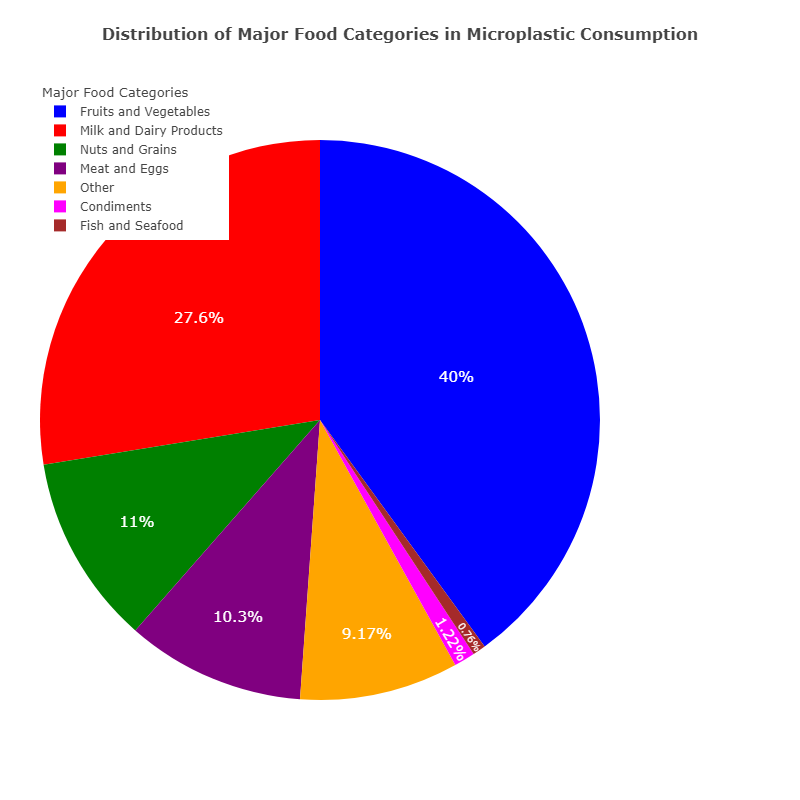 Distribution of Major Food Categories in Microplastic Consumption
Major Food Categories
Fruits and Vegetables
Milk and Dairy Products
Nuts and Grains
Meat and Eggs
Other
Condiments
Fish and Seafood
27.6%
40%
11%
10.3%
9.17%
1.22%
0.76%